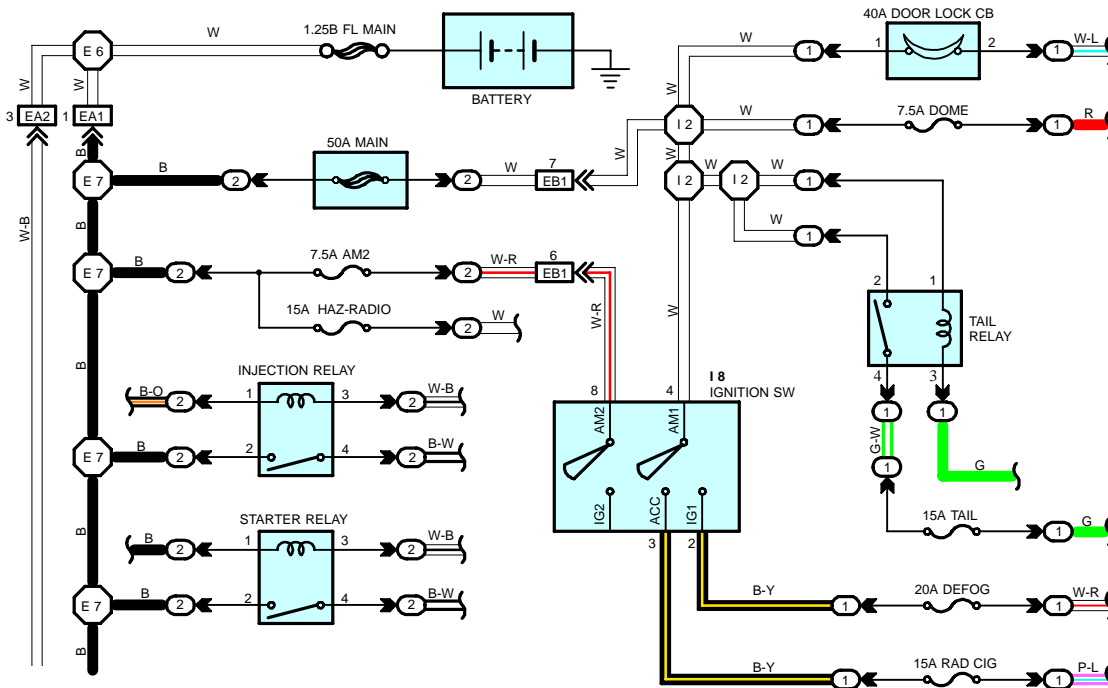 40A DOOR LOCK CB
W
1.25B FL MAIN
E 6
W
1
1
2
1
W-L
BATTERY
W
W
W
W
3
EA2
1
EA1
7.5A DOME
W
I 2
1
1
R
B
50A MAIN
7
W
W
W
W
B
E 7
2
2
W
EB1
I 2
I 2
1
W
1
W-B
B
7.5A AM2
W-R
6
2
1
B
E 7
2
2
EB1
15A HAZ-RADIO
W
W-R
W
2
TAIL
RELAY
B
INJECTION RELAY
I 8
IGNITION SW
4
3
B-O
W-B
2
1
3
2
8
4
AM2
AM1
1
1
B
B-W
G-W
E 7
2
2
4
2
1
G
IG2
ACC
IG1
B
STARTER RELAY
15A TAIL
G
B
W-B
1
2
1
3
2
3
2
B
B-W
B-Y
20A DEFOG
W-R
E 7
2
2
4
2
1
1
B
B-Y
15A RAD CIG
P-L
1
1